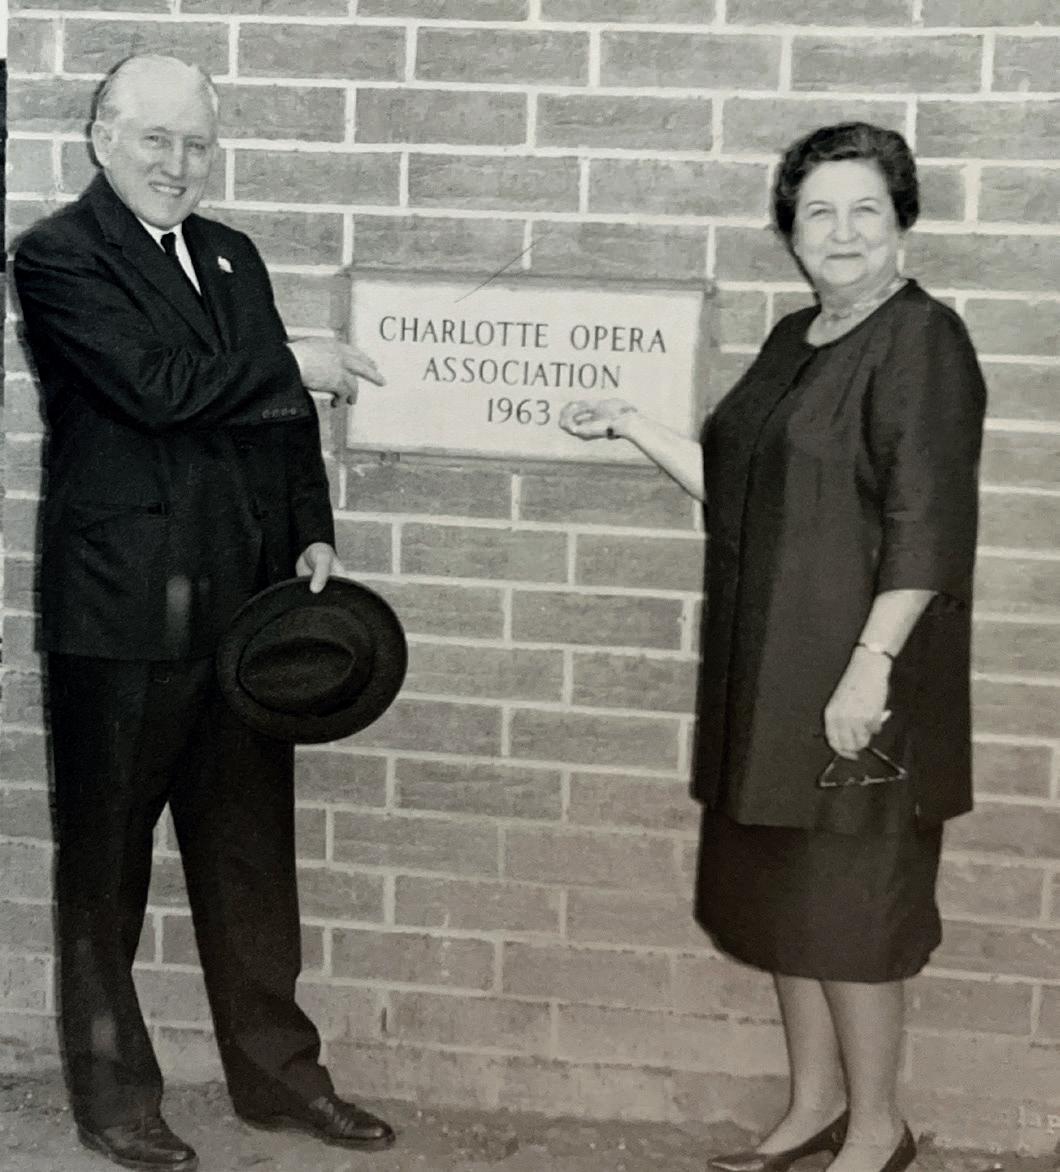 CHARLOTTE OPERA
ASSOCIATION
1963